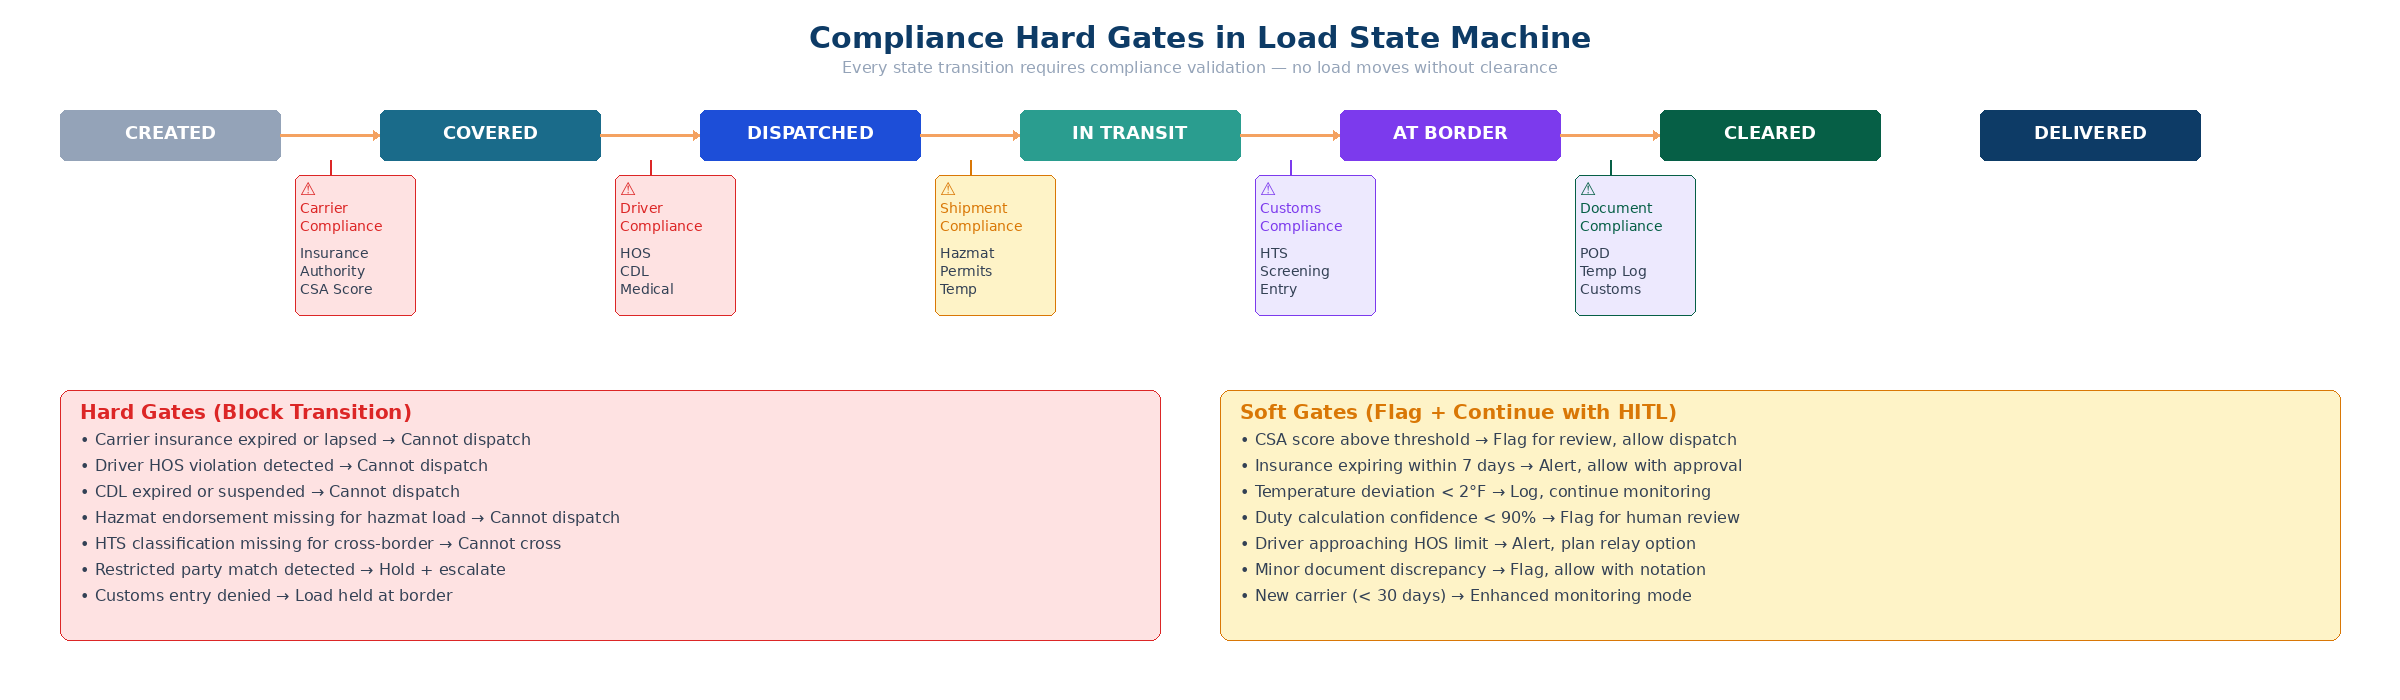 Compliance Hard Gates in Load State Machine
Every state transition requires compliance validation — no load moves without clearance
CREATED
COVERED
DISPATCHED
IN TRANSIT
AT BORDER
CLEARED
DELIVERED
⚠
Carrier
Compliance
Insurance
Authority
CSA Score
⚠
Driver
Compliance
HOS
CDL
Medical
⚠
Shipment
Compliance
Hazmat
Permits
Temp
⚠
Customs
Compliance
HTS
Screening
Entry
⚠
Document
Compliance
POD
Temp Log
Customs
Hard Gates (Block Transition)
• Carrier insurance expired or lapsed → Cannot dispatch
• Driver HOS violation detected → Cannot dispatch
• CDL expired or suspended → Cannot dispatch
• Hazmat endorsement missing for hazmat load → Cannot dispatch
• HTS classification missing for cross-border → Cannot cross
• Restricted party match detected → Hold + escalate
• Customs entry denied → Load held at border
Soft Gates (Flag + Continue with HITL)
• CSA score above threshold → Flag for review, allow dispatch
• Insurance expiring within 7 days → Alert, allow with approval
• Temperature deviation < 2°F → Log, continue monitoring
• Duty calculation confidence < 90% → Flag for human review
• Driver approaching HOS limit → Alert, plan relay option
• Minor document discrepancy → Flag, allow with notation
• New carrier (< 30 days) → Enhanced monitoring mode